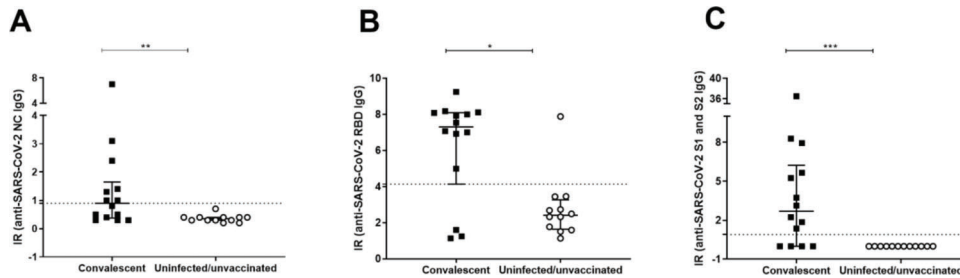 A
**
IR (anti-SARS-CoV-2 NC IgG)
8
4
4
3
2
1
0
Convalescent
Uninfected/unvaccinated
B
*
IR (anti-SARS-CoV-2 RBD IgG)
10
8
6
4
2
0
Convalescent
Uninfected/unvaccinated
C
***
IR (anti-SARS-CoV-2 S1 and S2 IgG)
40
36
8
5
2
-1
Convalescent
Uninfected/unvaccinated